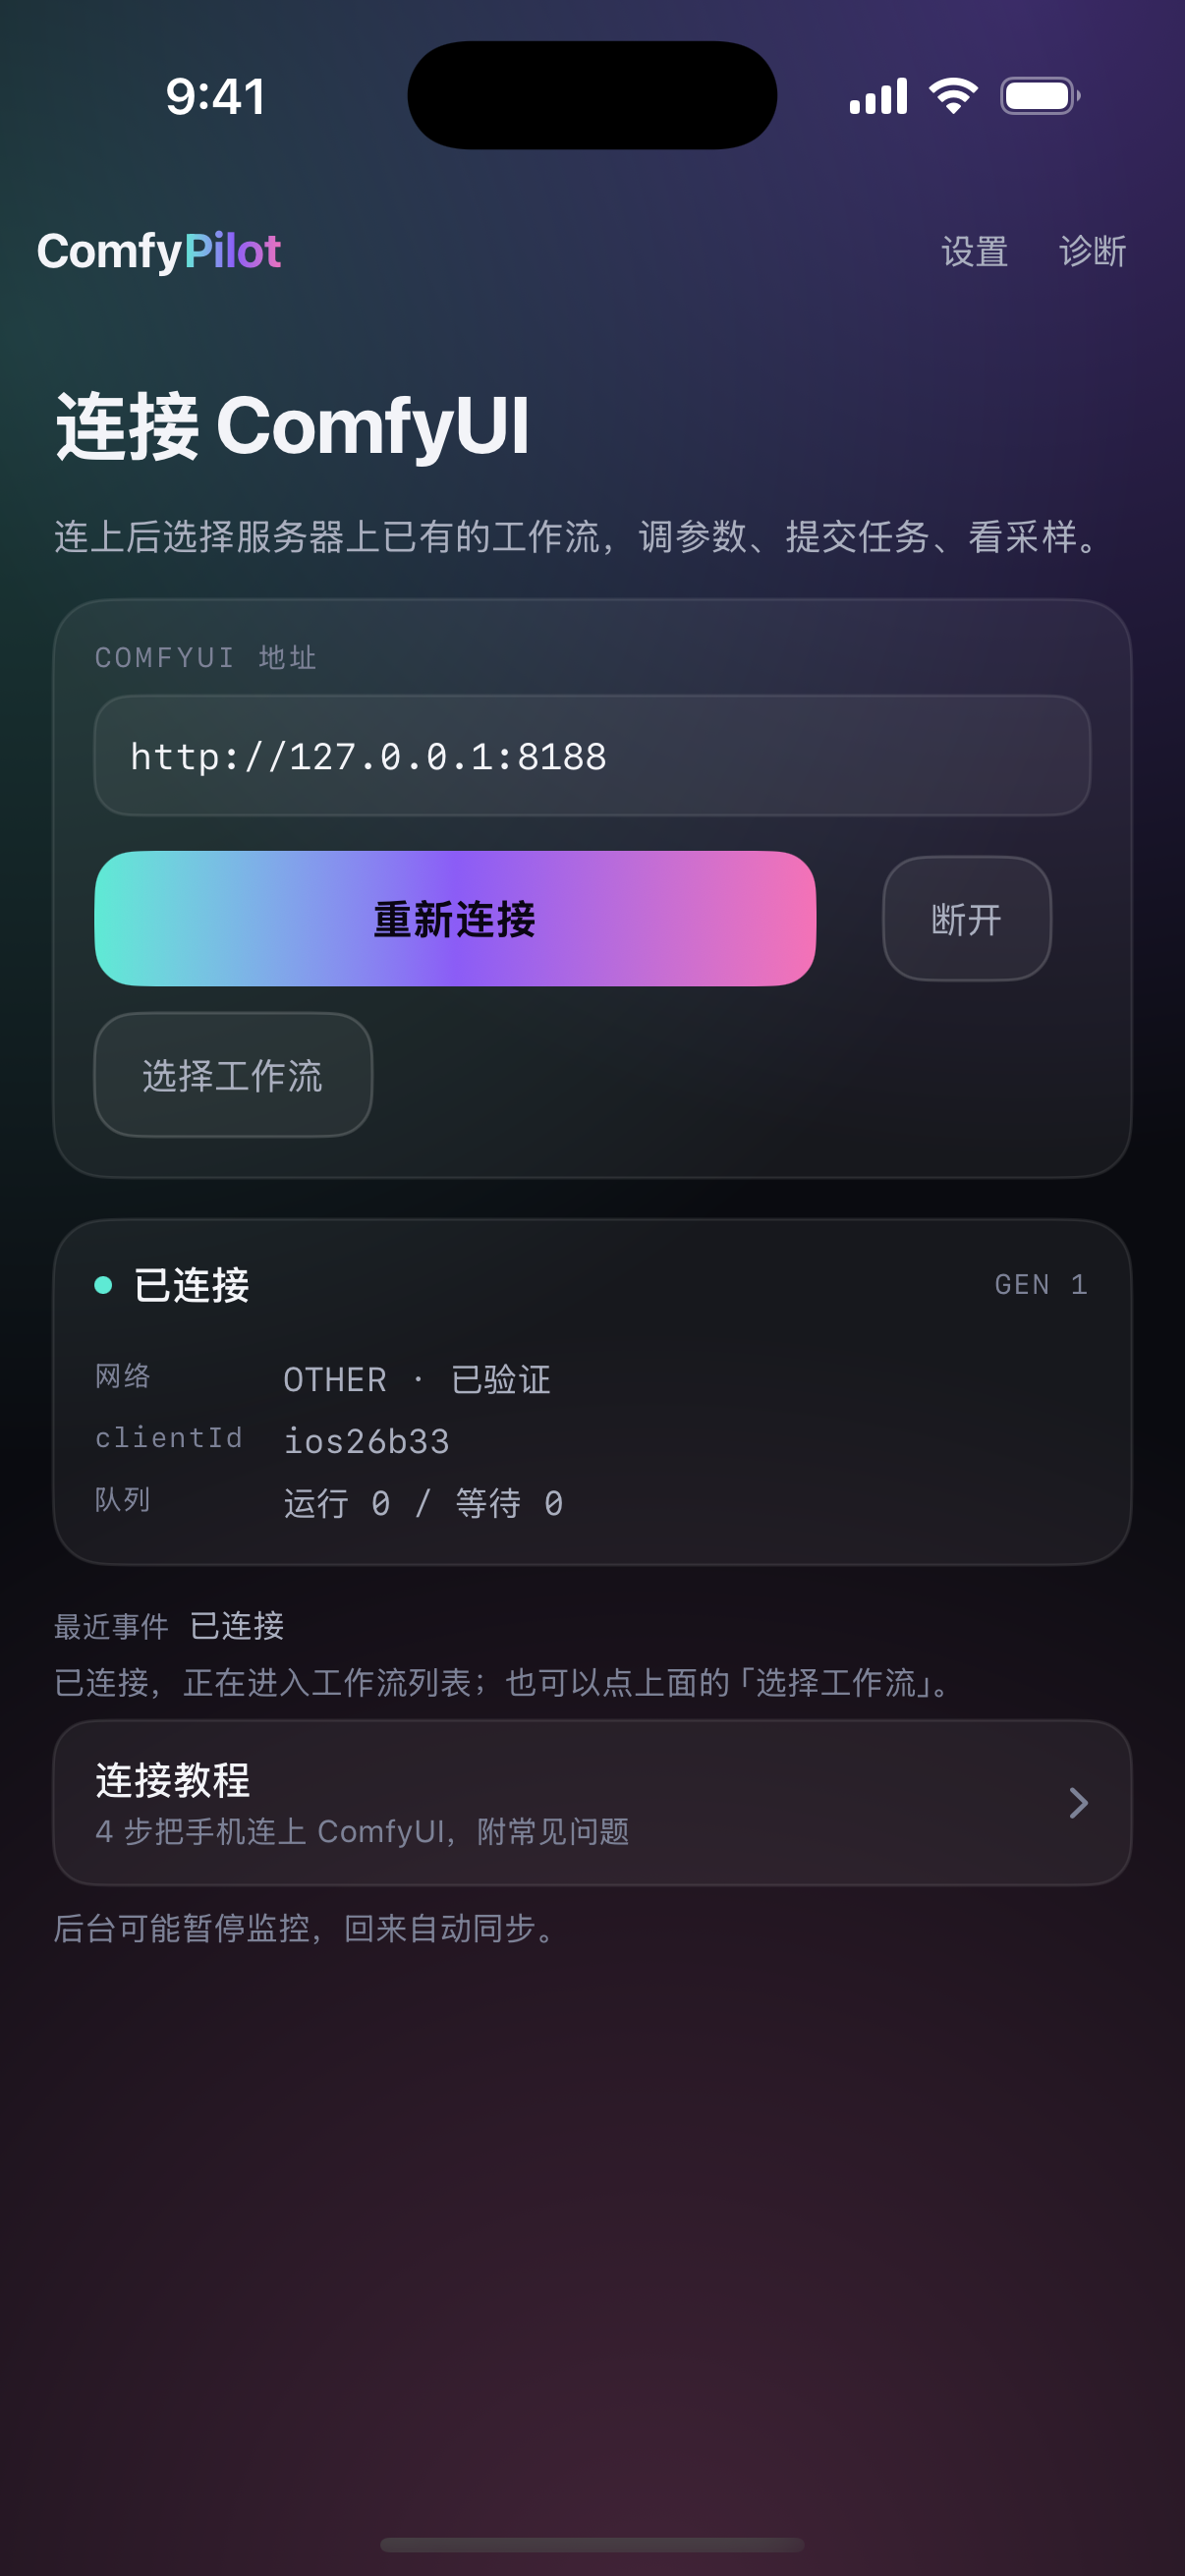 9:41
ComfyPilot
设置 诊断
连接 ComfyUI
连上后选择服务器上已有的工作流，调参数、提交任务、看采样。
COMFYUI 地址
http://127.0.0.1:8188
重新连接
断开
选择工作流
已连接
GEN 1
网络 OTHER · 已验证
clientId ios26b33
队列 运行 0 / 等待 0
最近事件 已连接
已连接，正在进入工作流列表；也可以点上面的「选择工作流」。
连接教程
4 步把手机连上 ComfyUI，附常见问题
后台可能暂停监控，回来自动同步。